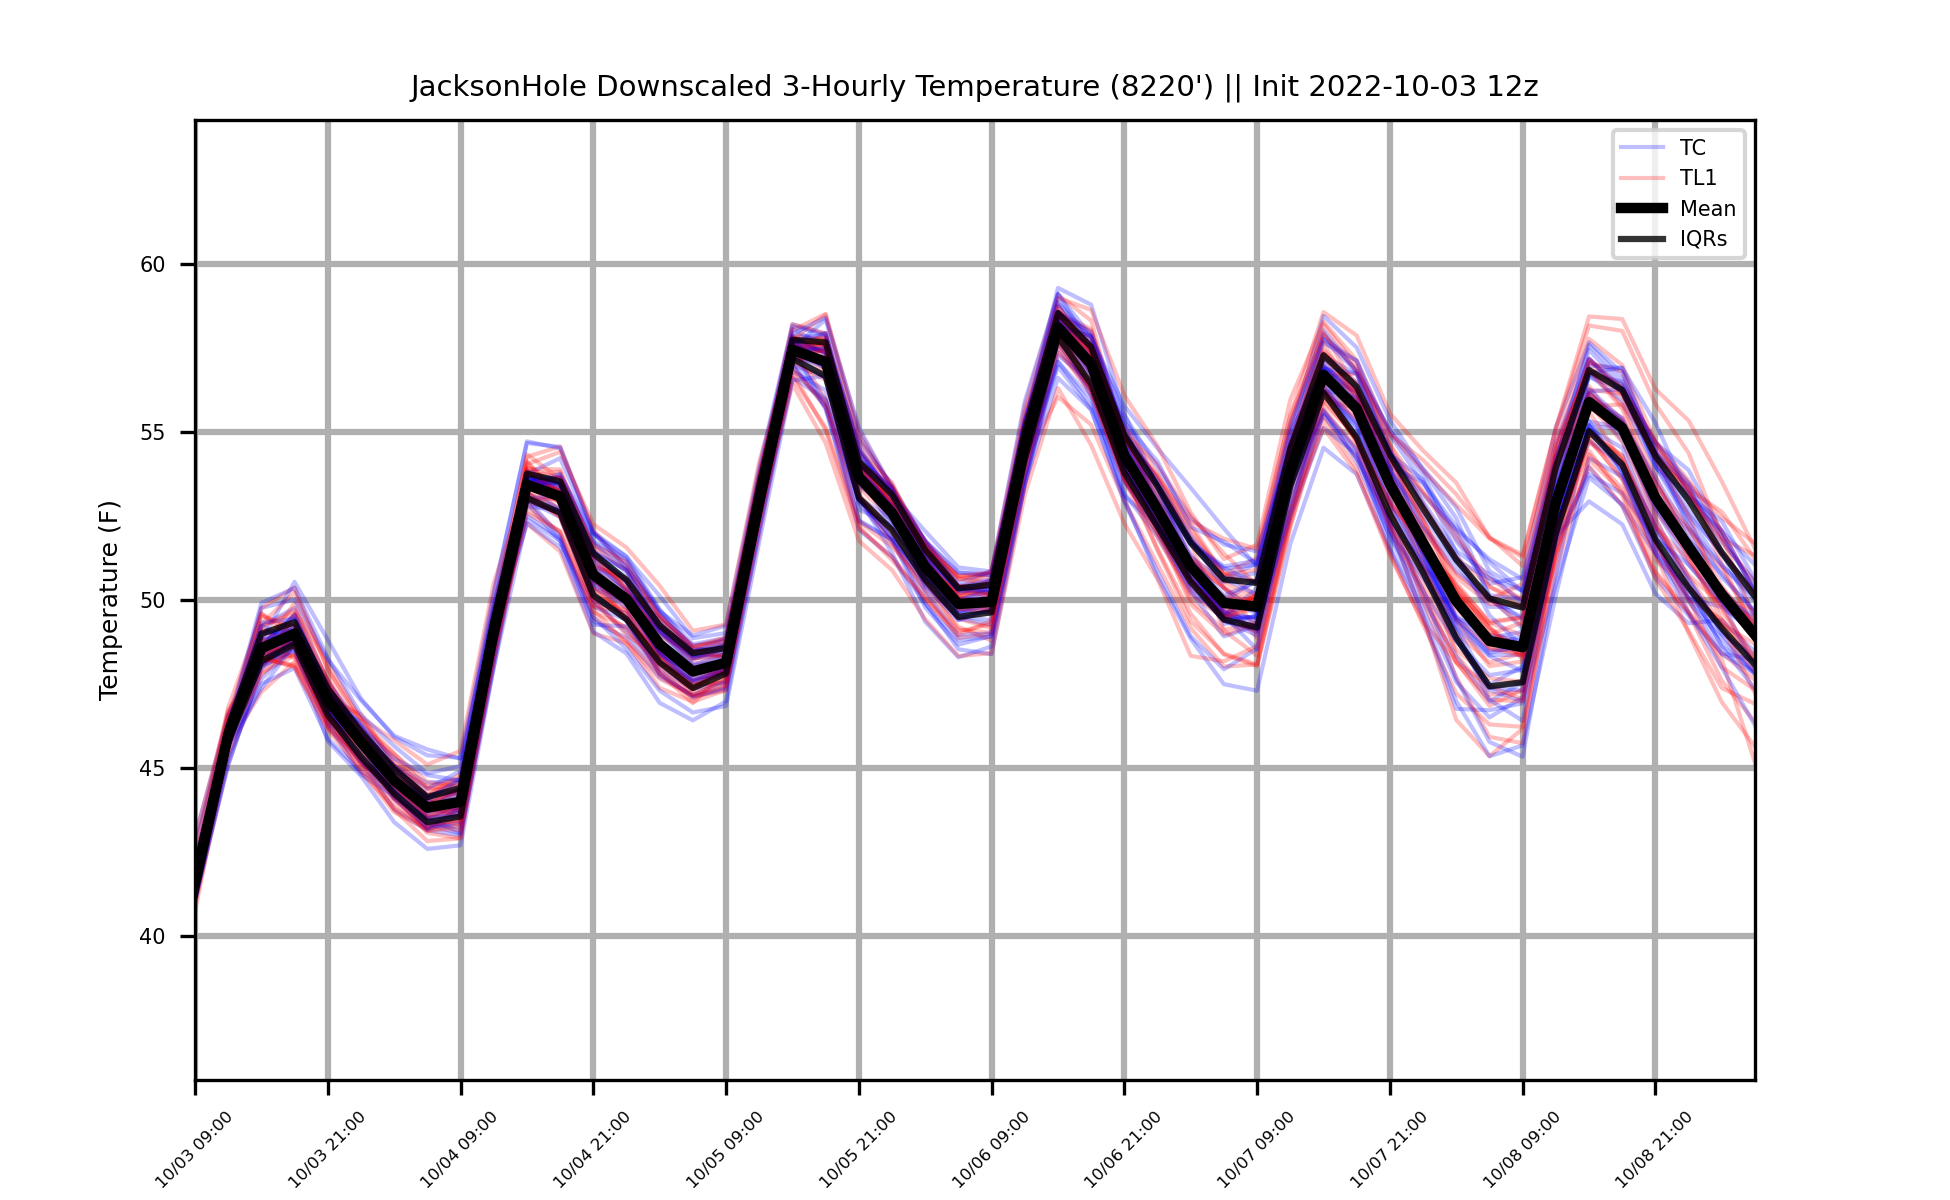 JacksonHole Downscaled 3-Hourly Temperature (8220') || Init 2022-10-03 12z
TC
TL1
Mean
IQRs
Temperature (F)
60
55
50
45
40
10/03 09:00
10/03 21:00
10/04 09:00
10/04 21:00
10/05 09:00
10/05 21:00
10/06 09:00
10/06 21:00
10/07 09:00
10/07 21:00
10/08 09:00
10/08 21:00